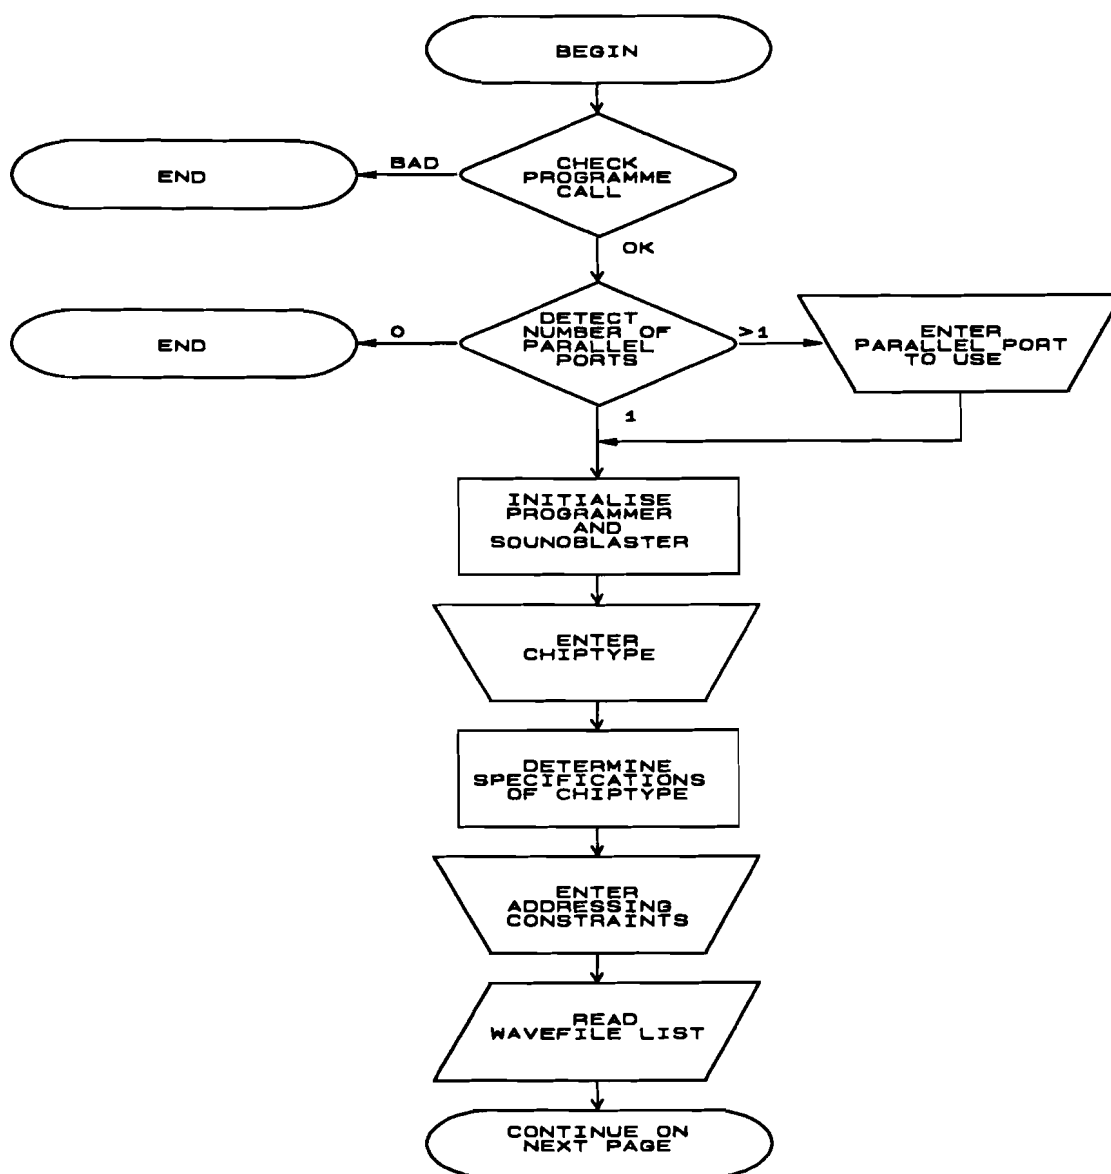 BEGIN
BAD
CHECK
PROGRAMME
CALL
END
OK
DETECT
NUMBER OF
PARALLEL
PORTS
0
END
>1
ENTER
PARALLEL PORT
TO USE
1
INITIALISE
PROGRAMMER
AND
SOUNDBLASTER
ENTER
CHIPTYPE
DETERMINE
SPECIFICATIONS
OF CHIPTYPE
ENTER
ADDRESSING
CONSTRAINTS
READ
WAVEFILE LIST
CONTINUE ON
NEXT PAGE